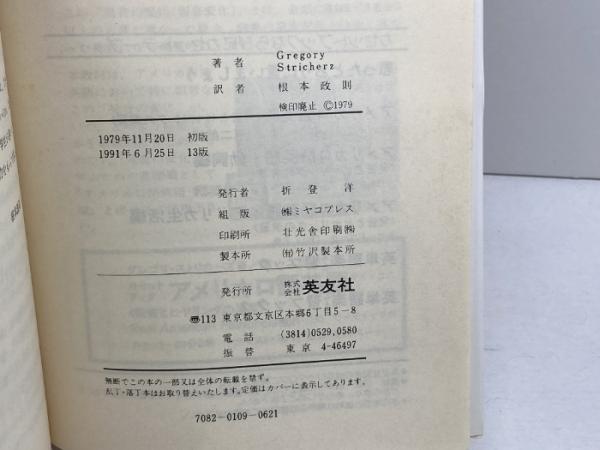 著者 Gregory
Stricherz
訳者 根本政則
検印廃止 ©1979
1979年11月20日 初版
1991年6月25日 13版
発行者 折登洋
組版 ㈱ミヤコプレス
印刷所 壮光舎印刷㈱
製本所 ㈲竹沢製本所
発行所 株式会社 英友社
〠113 東京都文京区本郷6丁目5−8
電話 (3814)0529,0580
振替 東京 4-46497
無断でこの本の一部又は全体の転載を禁ず。
乱丁・落丁本はお取り替えいたします。定価はカバーに表示してあります。
7082-0109-0621